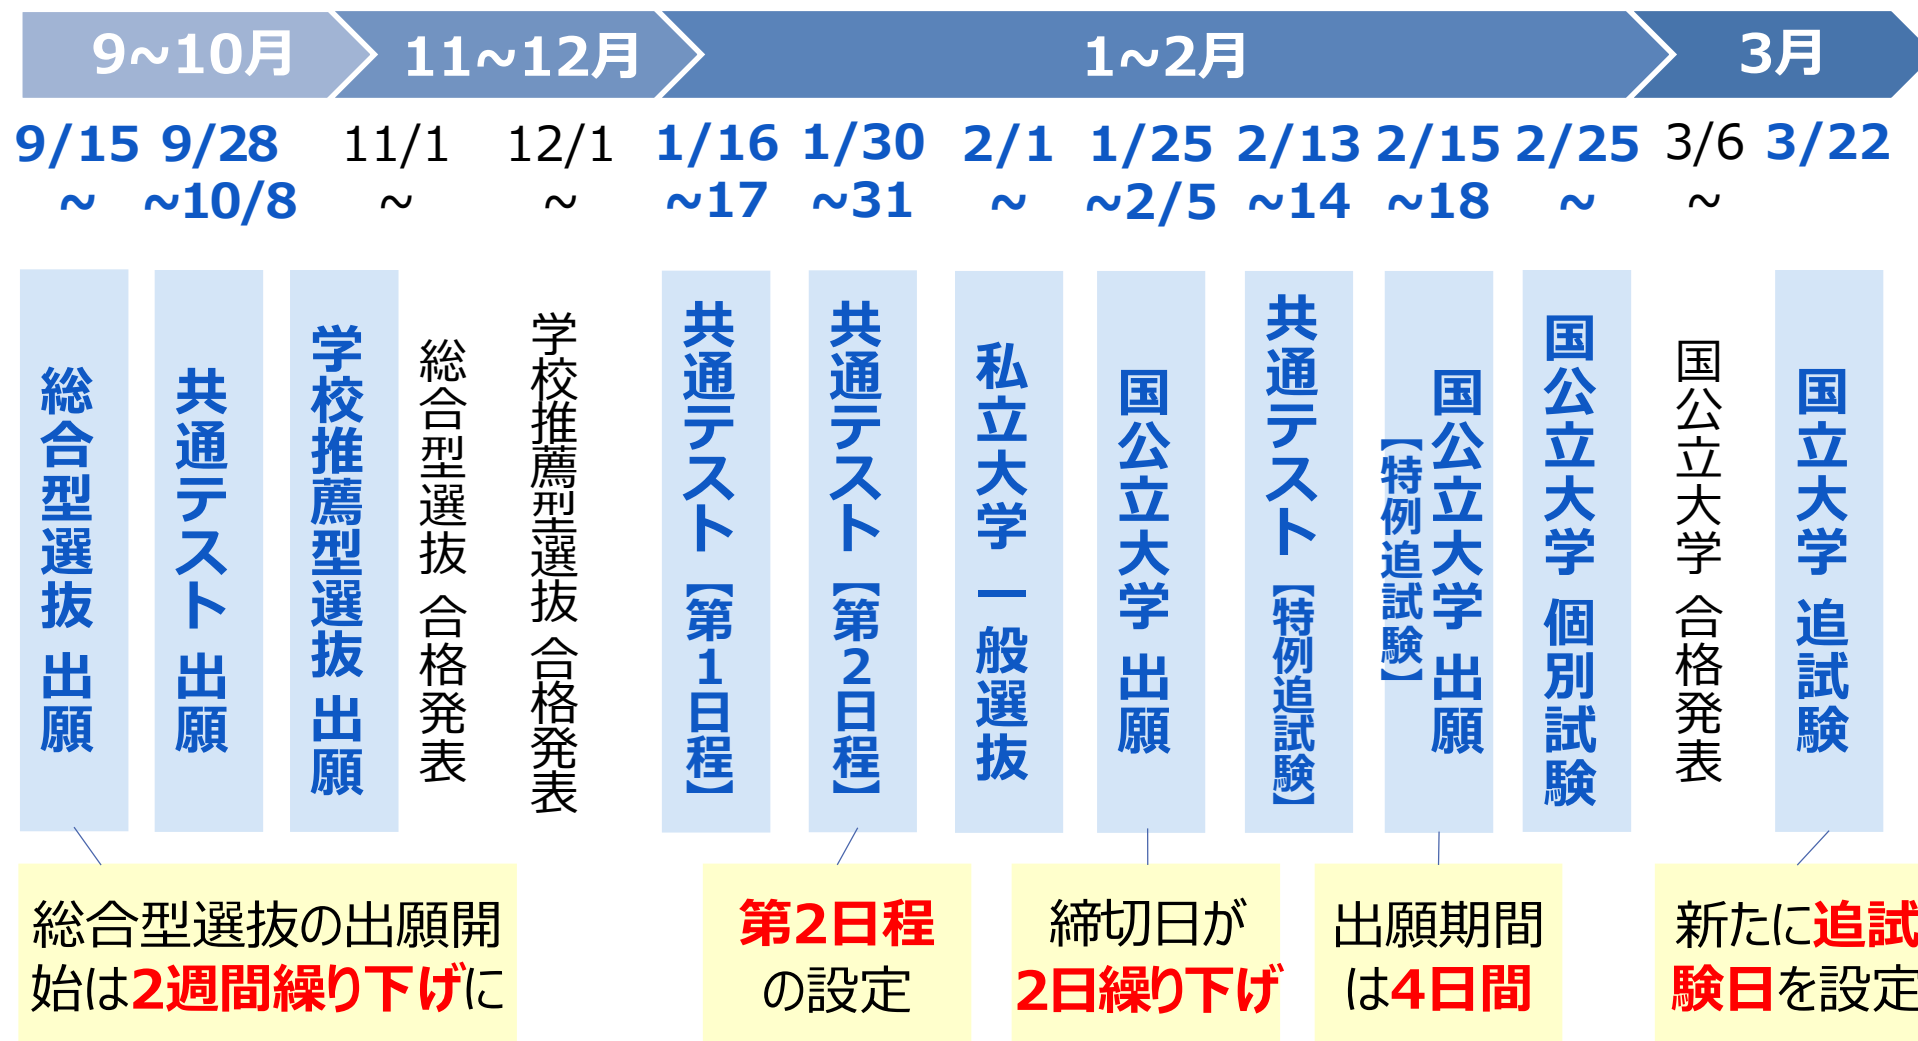 9~10月
11~12月
1~2月
3月
9/15
~
9/28
~10/8
11/1
~
12/1
~
1/16
~17
1/30
~31
2/1
~
1/25
~2/5
2/13
~14
2/15
~18
2/25
~
3/6
~
3/22
総合型選抜 出願
共通テスト 出願
学校推薦型選抜 出願
総合型選抜 合格発表
学校推薦型選抜 合格発表
共通テスト【第1日程】
共通テスト【第2日程】
私立大学 一般選抜
国公立大学 出願
共通テスト【特例追試験】
国公立大学 出願
【特例追試験】
国公立大学 個別試験
国公立大学 合格発表
国立大学 追試験
総合型選抜の出願開
始は2週間繰り下げに
第2日程
の設定
締切日が
2日繰り下げ
出願期間
は4日間
新たに追試
験日を設定